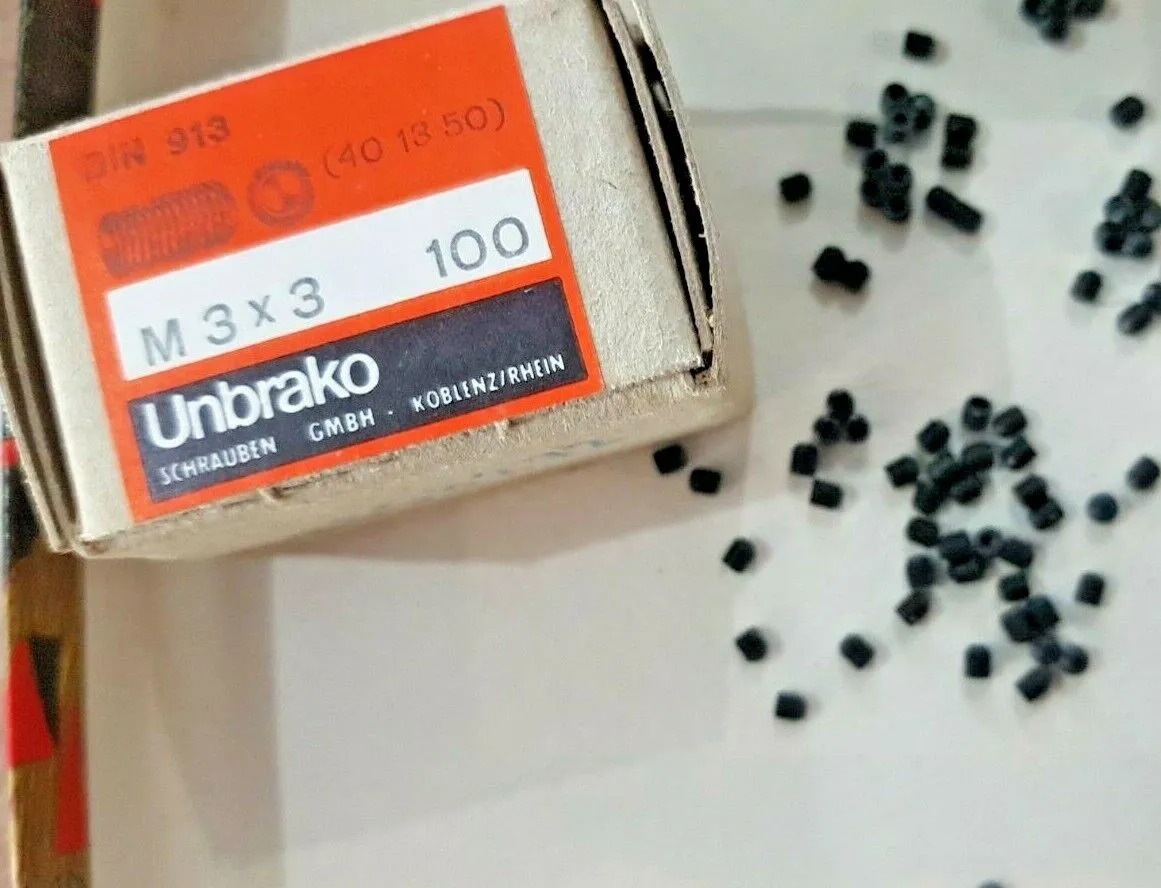 DIN 913
(40 13 50)
M 3 x 3 100
Unbrako
SCHRAUBEN GMBH · KOBLENZ/RHEIN